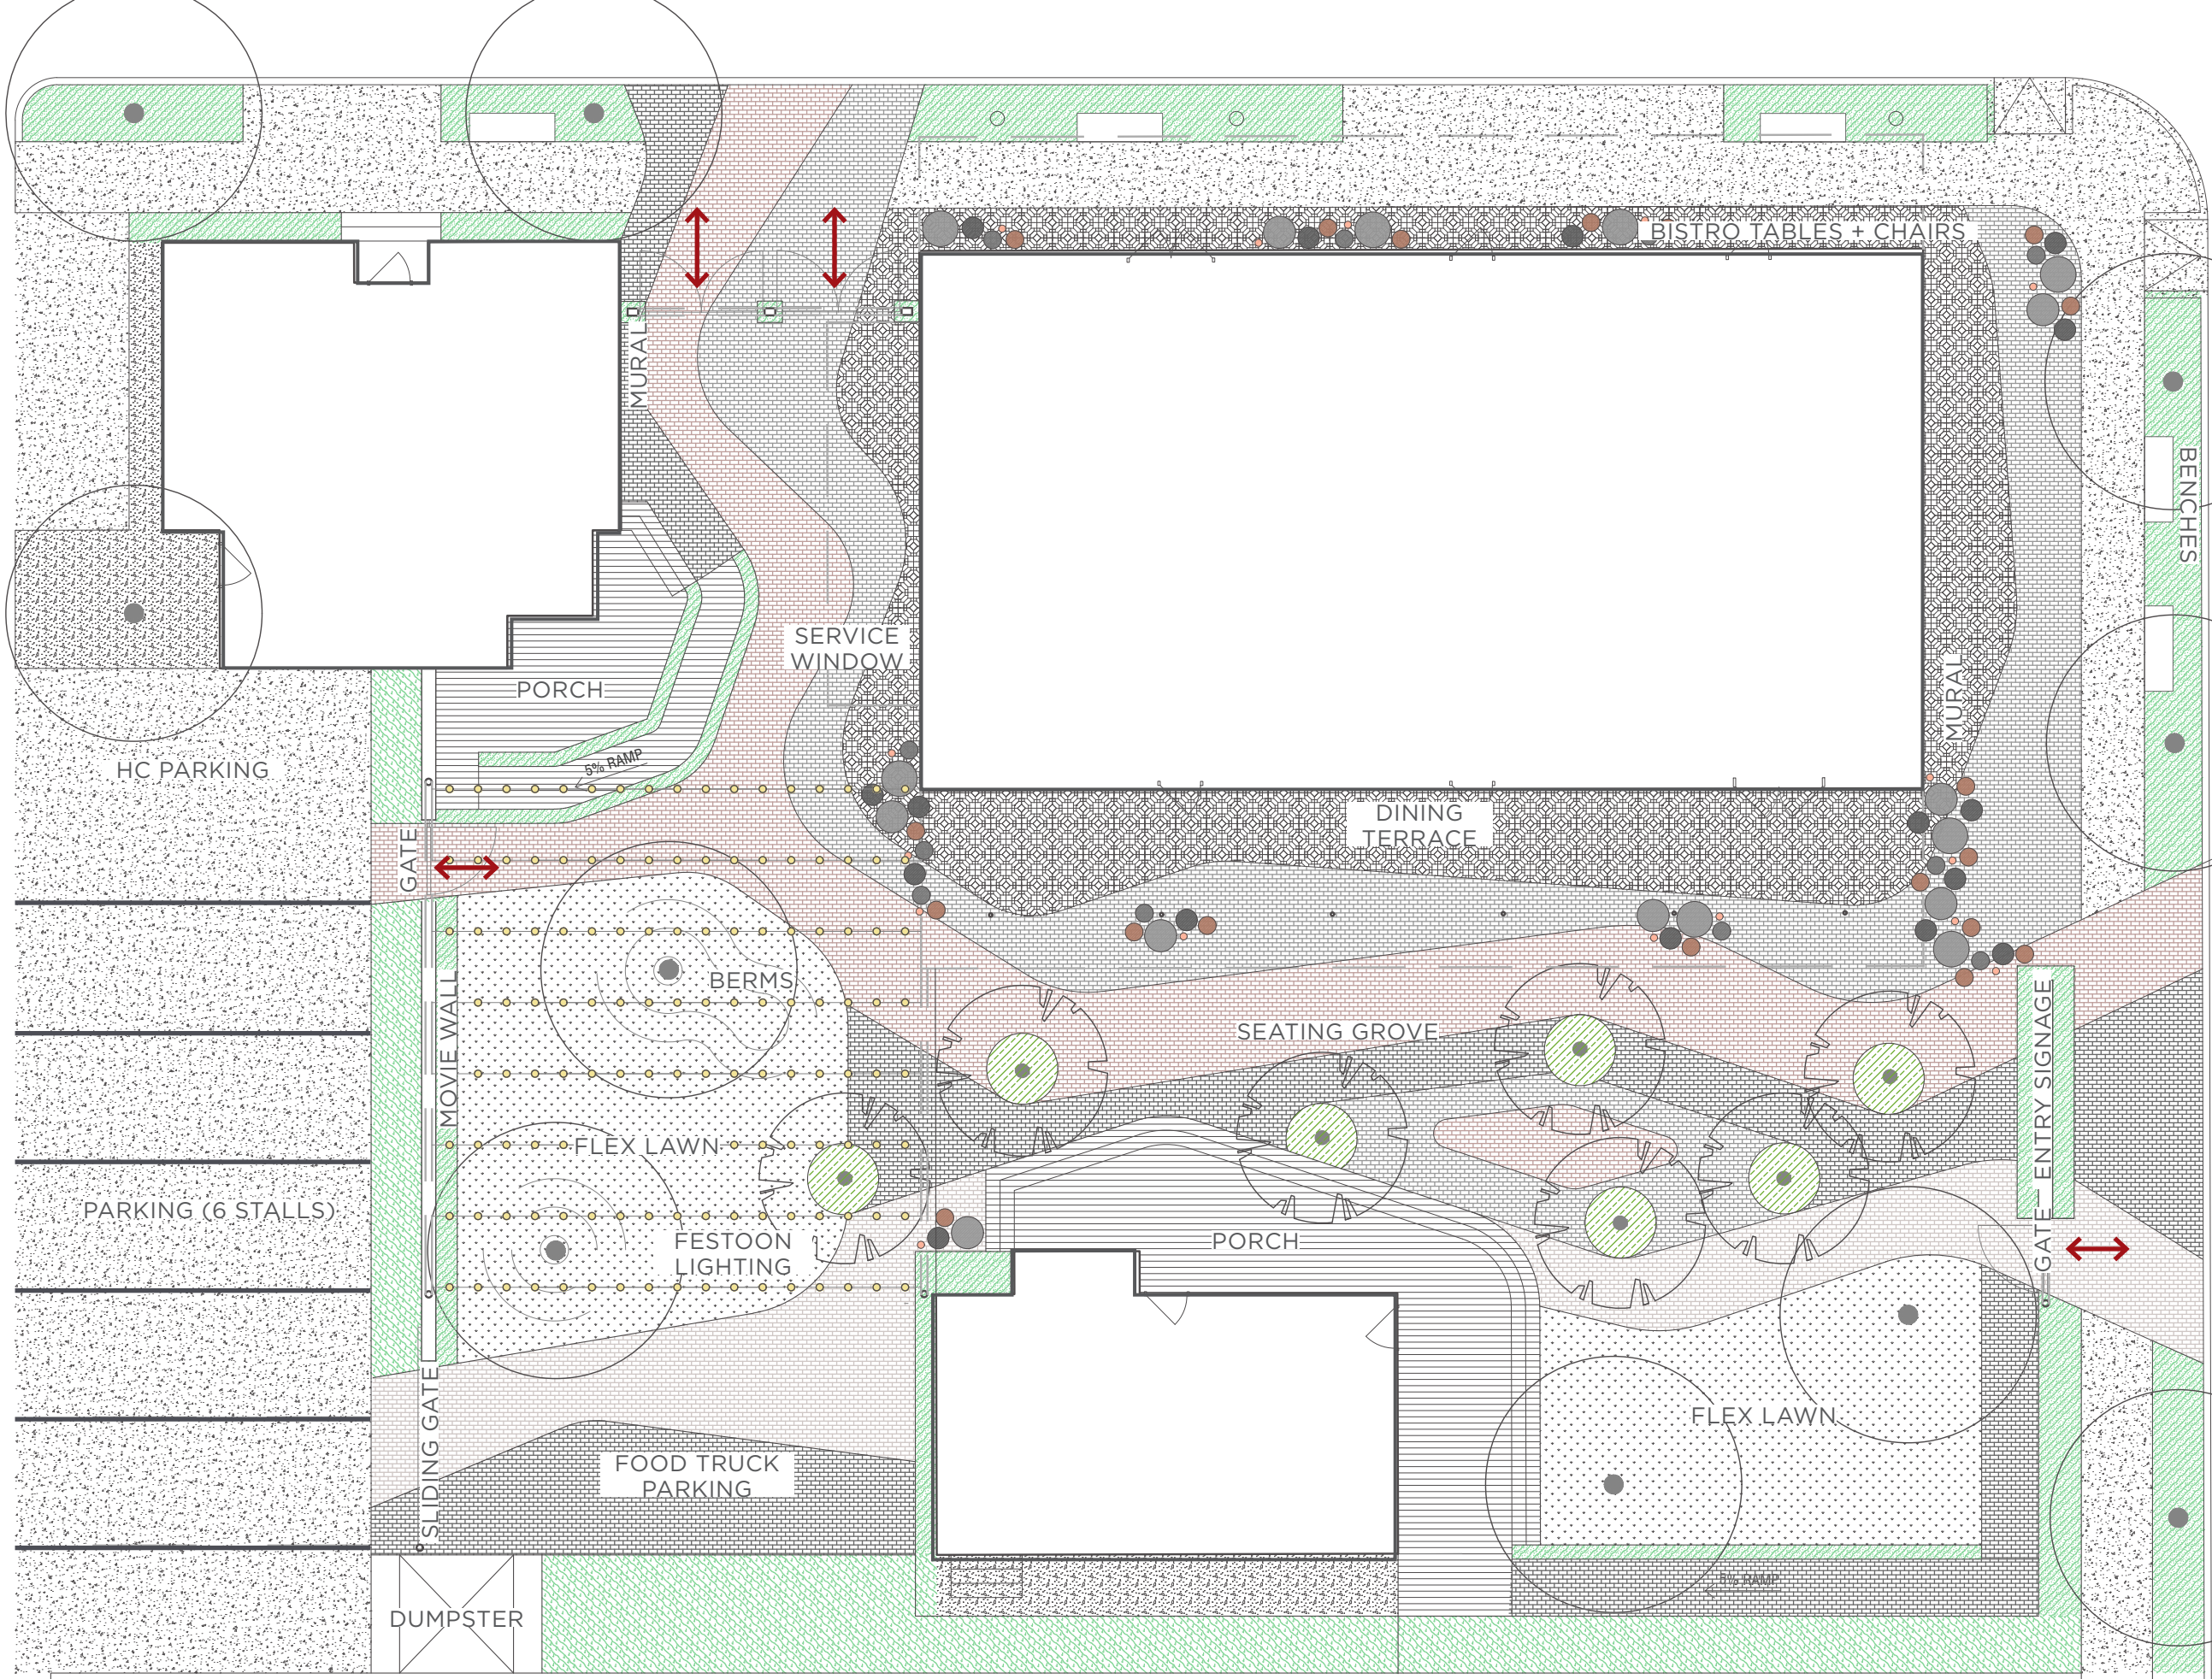 BISTRO TABLES + CHAIRS
MURAL
BENCHES
SERVICE
WINDOW
PORCH
MURAL
5% RAMP
HC PARKING
DINING
TERRACE
GATE
BERMS
SEATING GROVE
MOVIE WALL
ENTRY SIGNAGE
FLEX LAWN
PARKING (6 STALLS)
FESTOON
LIGHTING
PORCH
GATE
FLEX LAWN
SLIDING GATE
FOOD TRUCK
PARKING
5% RAMP
DUMPSTER